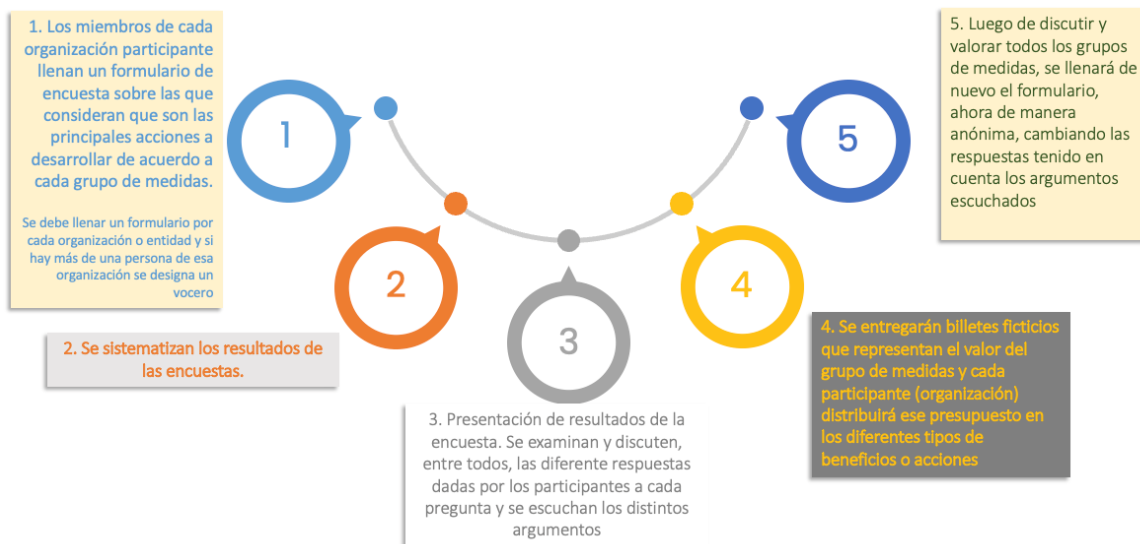 1. Los miembros de cada
organización participante
llenan un formulario de
encuesta sobre las que
consideran que son las
principales acciones a
desarrollar de acuerdo a
cada grupo de medidas.
Se debe llenar un formulario por
cada organización o entidad y si
hay más de una persona de esa
organización se designa un
vocero
1
2
3
4
5
2. Se sistematizan los resultados de
las encuestas.
3. Presentación de resultados de la
encuesta. Se examinan y discuten,
entre todos, las diferente respuestas
dadas por los participantes a cada
pregunta y se escuchan los distintos
argumentos
4. Se entregarán billetes ficticios
que representan el valor del
grupo de medidas y cada
participante (organización)
distribuirá ese presupuesto en
los diferentes tipos de
beneficios o acciones
5. Luego de discutir y
valorar todos los grupos
de medidas, se llenará de
nuevo el formulario,
ahora de manera
anónima, cambiando las
respuestas tenido en
cuenta los argumentos
escuchados